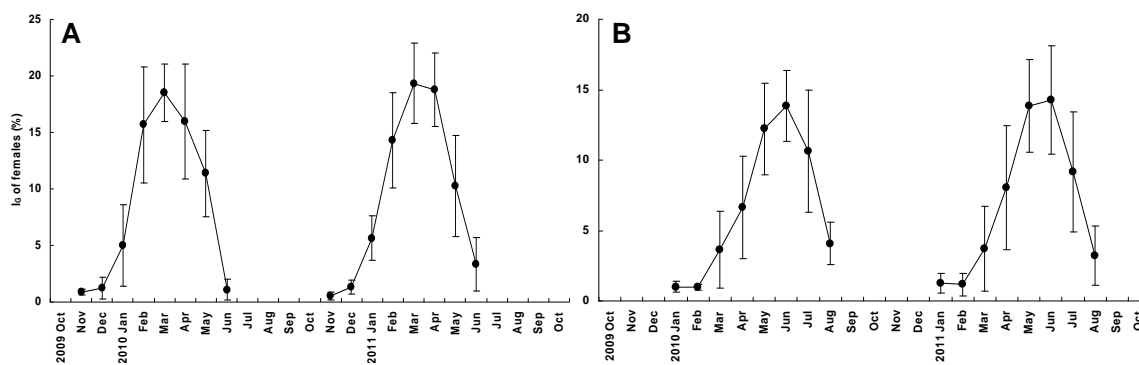 A
25
20
15
10
5
0
I_G of females (%)
2009 Oct
Nov
Dec
2010 Jan
Feb
Mar
Apr
May
Jun
Jul
Aug
Sep
Oct
Nov
Dec
2011 Jan
Feb
Mar
Apr
May
Jun
Jul
Aug
Sep
Oct
B
20
15
10
5
0
2009 Oct
Nov
Dec
2010 Jan
Feb
Mar
Apr
May
Jun
Jul
Aug
Sep
Oct
Nov
Dec
2011 Jan
Feb
Mar
Apr
May
Jun
Jul
Aug
Sep
Oct